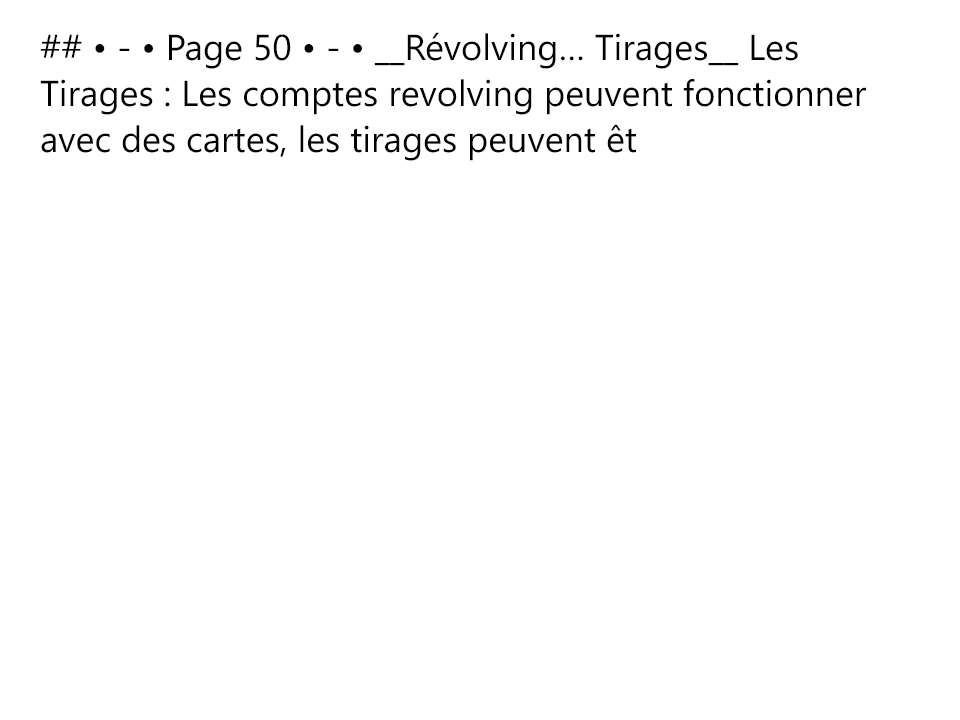 ## • - • Page 50 • - • __Révolving… Tirages__ Les
Tirages : Les comptes revolving peuvent fonctionner
avec des cartes, les tirages peuvent êt